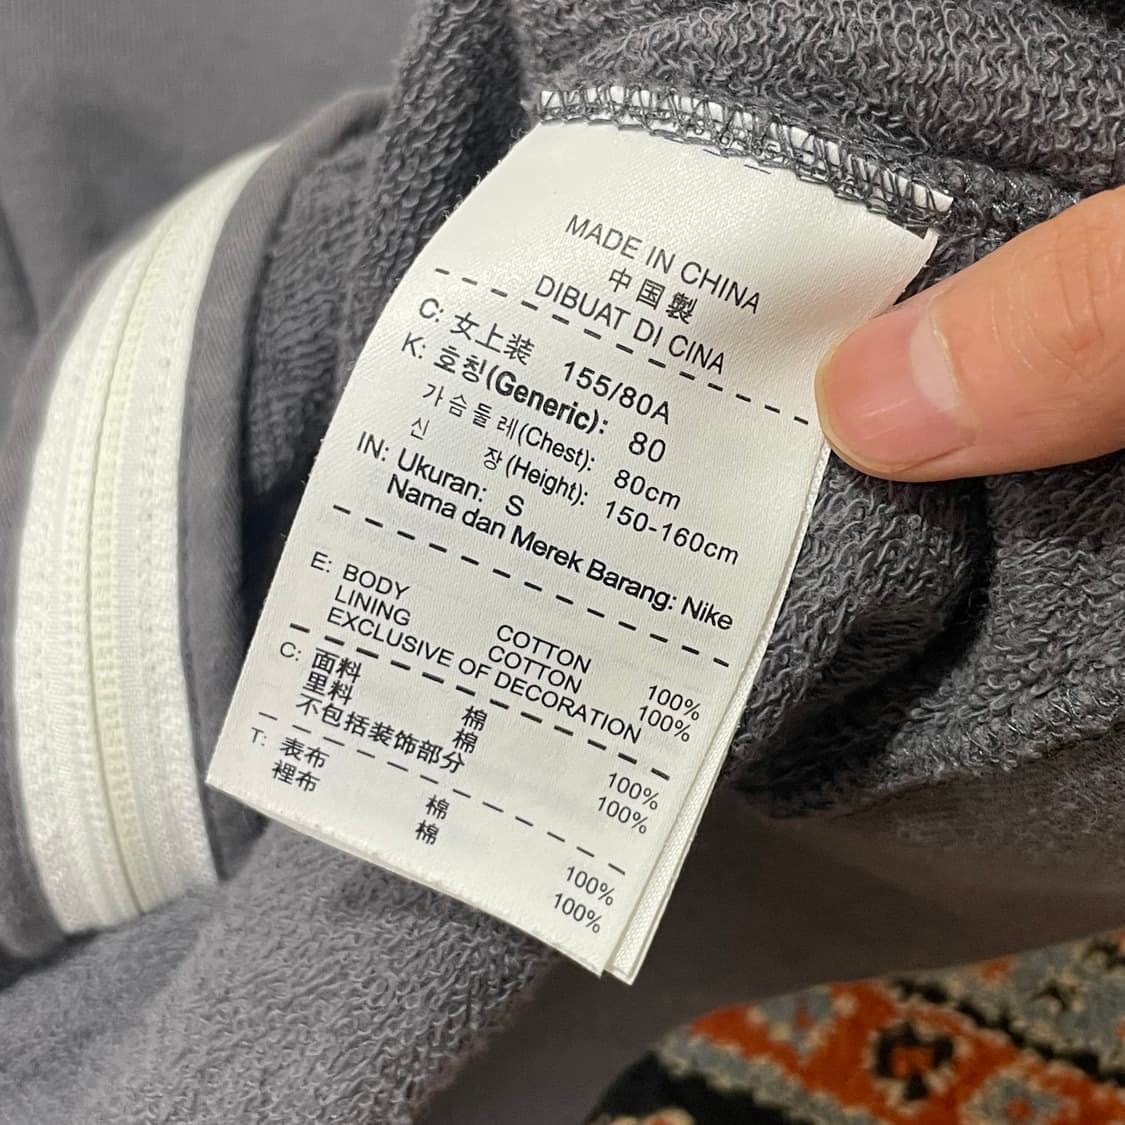 MADE IN CHINA
中国製
DIBUAT DI CINA
C: 女上装 155/80A
K: 호칭(Generic): 80
가슴둘레(Chest): 80cm
신 장(Height): 150-160cm
IN: Ukuran: S
Nama dan Merek Barang: Nike
E: BODY COTTON 100%
LINING COTTON 100%
EXCLUSIVE OF DECORATION
C: 面料 棉 100%
里料 棉 100%
不包括装饰部分
T: 表布 棉 100%
裡布 棉 100%